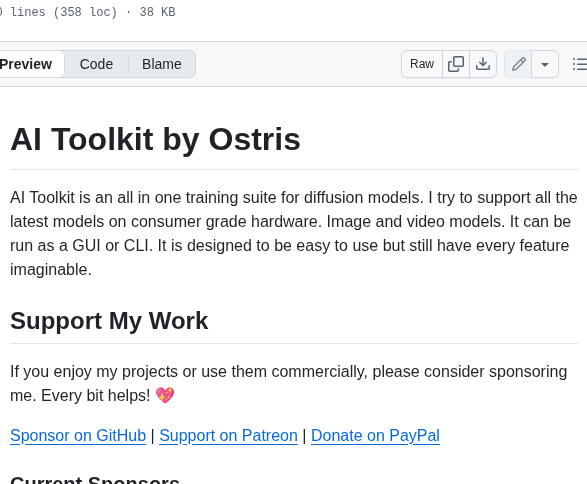 lines (358 loc) · 38 KB
Preview Code Blame Raw
AI Toolkit by Ostris
AI Toolkit is an all in one training suite for diffusion models. I try to support all the
latest models on consumer grade hardware. Image and video models. It can be
run as a GUI or CLI. It is designed to be easy to use but still have every feature
imaginable.
Support My Work
If you enjoy my projects or use them commercially, please consider sponsoring
me. Every bit helps! 💖
Sponsor on GitHub | Support on Patreon | Donate on PayPal
Current Sponsors